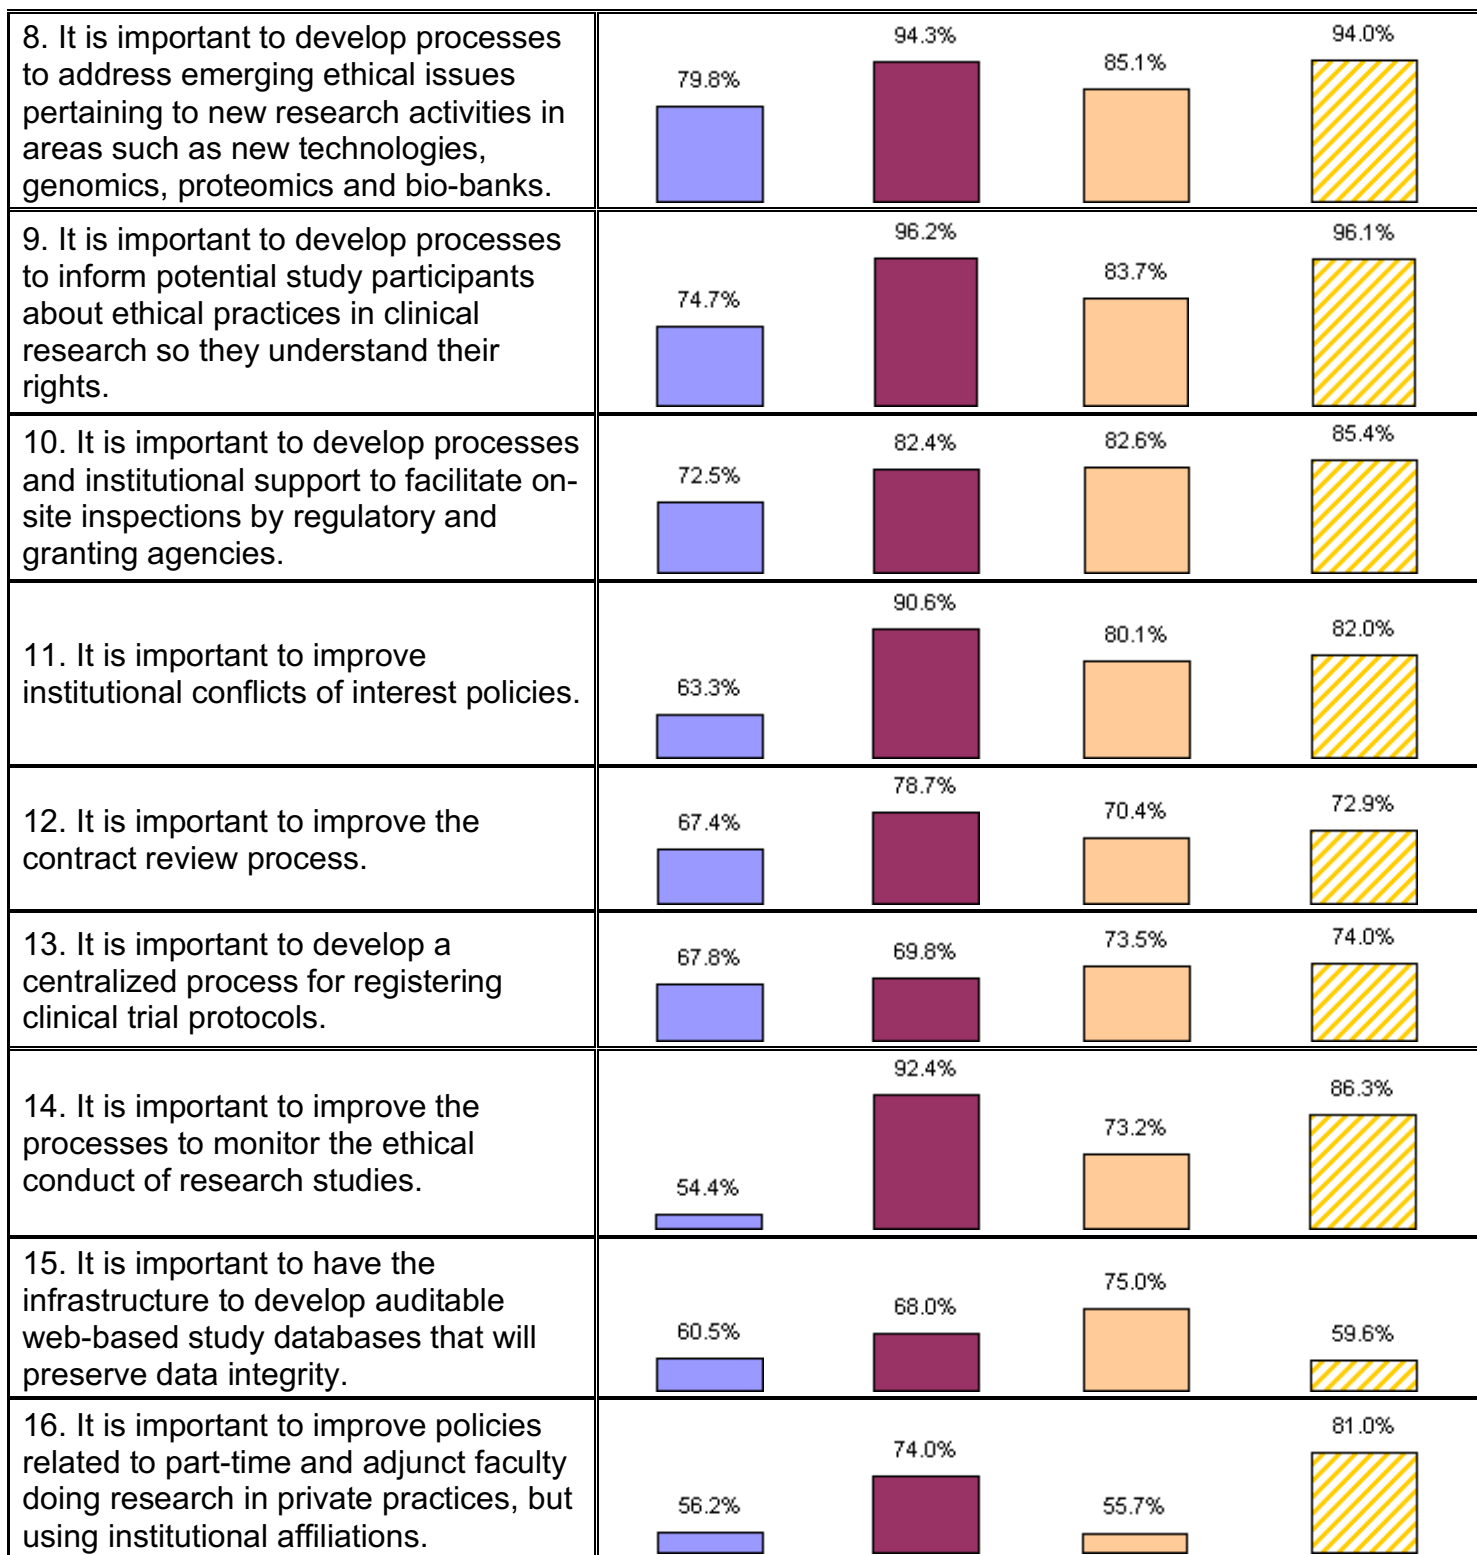 8. It is important to develop processes
to address emerging ethical issues
pertaining to new research activities in
areas such as new technologies,
genomics, proteomics and bio-banks.
79.8%
94.3%
85.1%
94.0%
9. It is important to develop processes
to inform potential study participants
about ethical practices in clinical
research so they understand their
rights.
74.7%
96.2%
83.7%
96.1%
10. It is important to develop processes
and institutional support to facilitate on-
site inspections by regulatory and
granting agencies.
72.5%
82.4%
82.6%
85.4%
11. It is important to improve
institutional conflicts of interest policies.
63.3%
90.6%
80.1%
82.0%
12. It is important to improve the
contract review process.
67.4%
78.7%
70.4%
72.9%
13. It is important to develop a
centralized process for registering
clinical trial protocols.
67.8%
69.8%
73.5%
74.0%
14. It is important to improve the
processes to monitor the ethical
conduct of research studies.
54.4%
92.4%
73.2%
86.3%
15. It is important to have the
infrastructure to develop auditable
web-based study databases that will
preserve data integrity.
60.5%
68.0%
75.0%
59.6%
16. It is important to improve policies
related to part-time and adjunct faculty
doing research in private practices, but
using institutional affiliations.
56.2%
74.0%
55.7%
81.0%